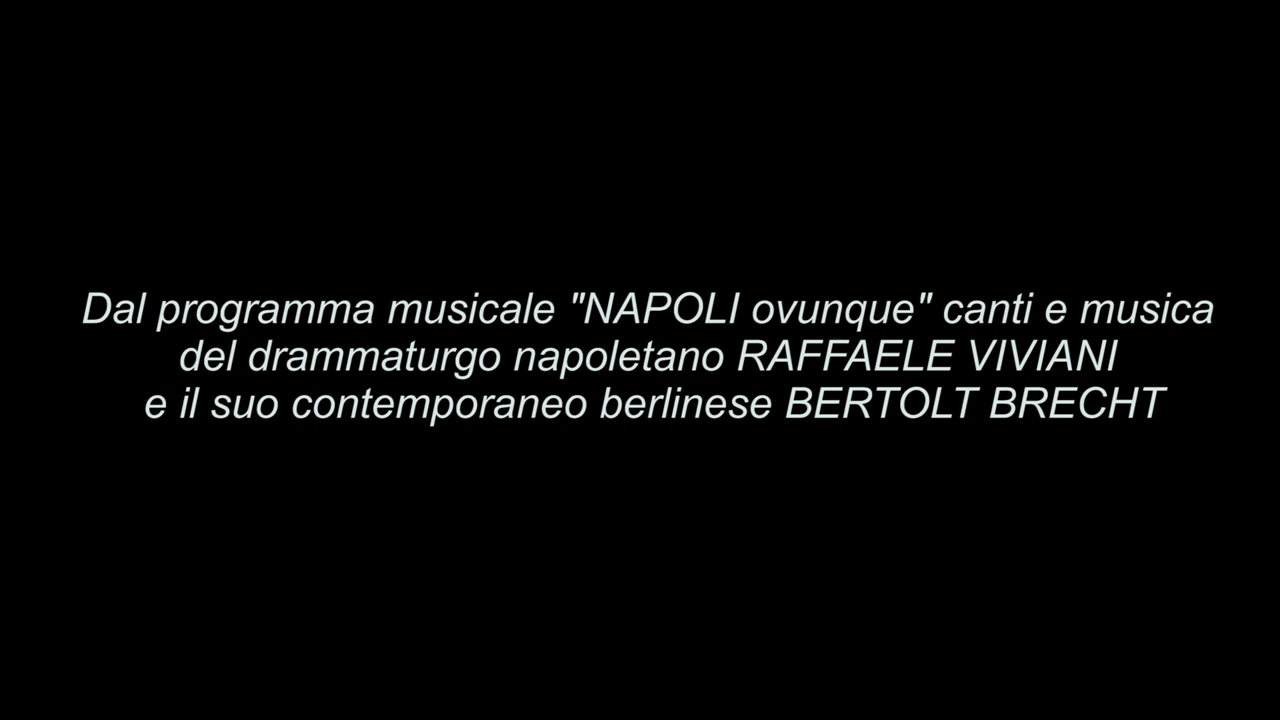 Dal programma musicale "NAPOLI ovunque" canti e musica
del drammaturgo napoletano RAFFAELE VIVIANI
e il suo contemporaneo berlinese BERTOLT BRECHT